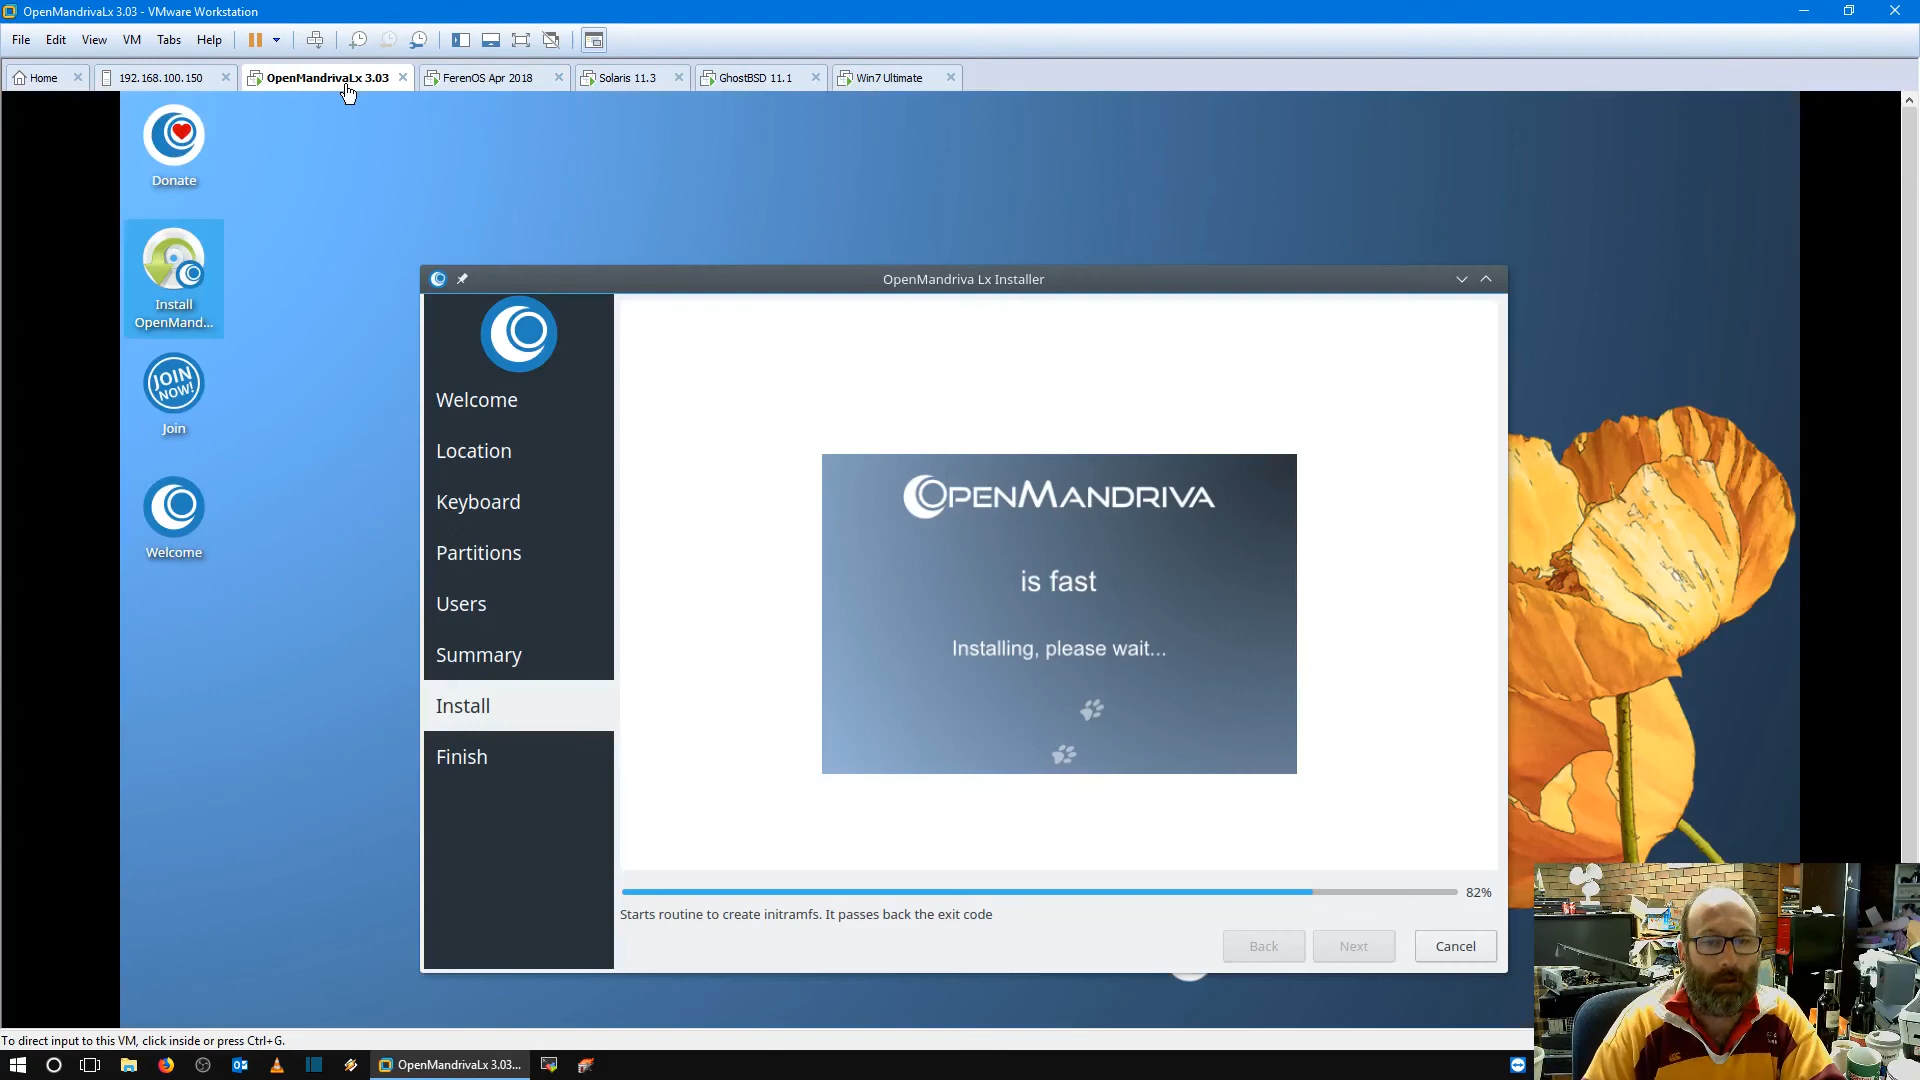 OpenMandrivaLx 3.03 - VMware Workstation
File Edit View VM Tabs Help
Home 192.168.100.150 OpenMandrivaLx 3.03 FerenOS Apr 2018 Solaris 11.3 GhostBSD 11.1 Win7 Ultimate
Donate
Install
OpenMand...
JOIN
NOW!
Join
Welcome
OpenMandriva Lx Installer
Welcome
Location
Keyboard
Partitions
Users
Summary
Install
Finish
OPENMANDRIVA
is fast
Installing, please wait...
82%
Starts routine to create initramfs. It passes back the exit code
Back Next Cancel
To direct input to this VM, click inside or press Ctrl+G.
OpenMandrivaLx 3.03...